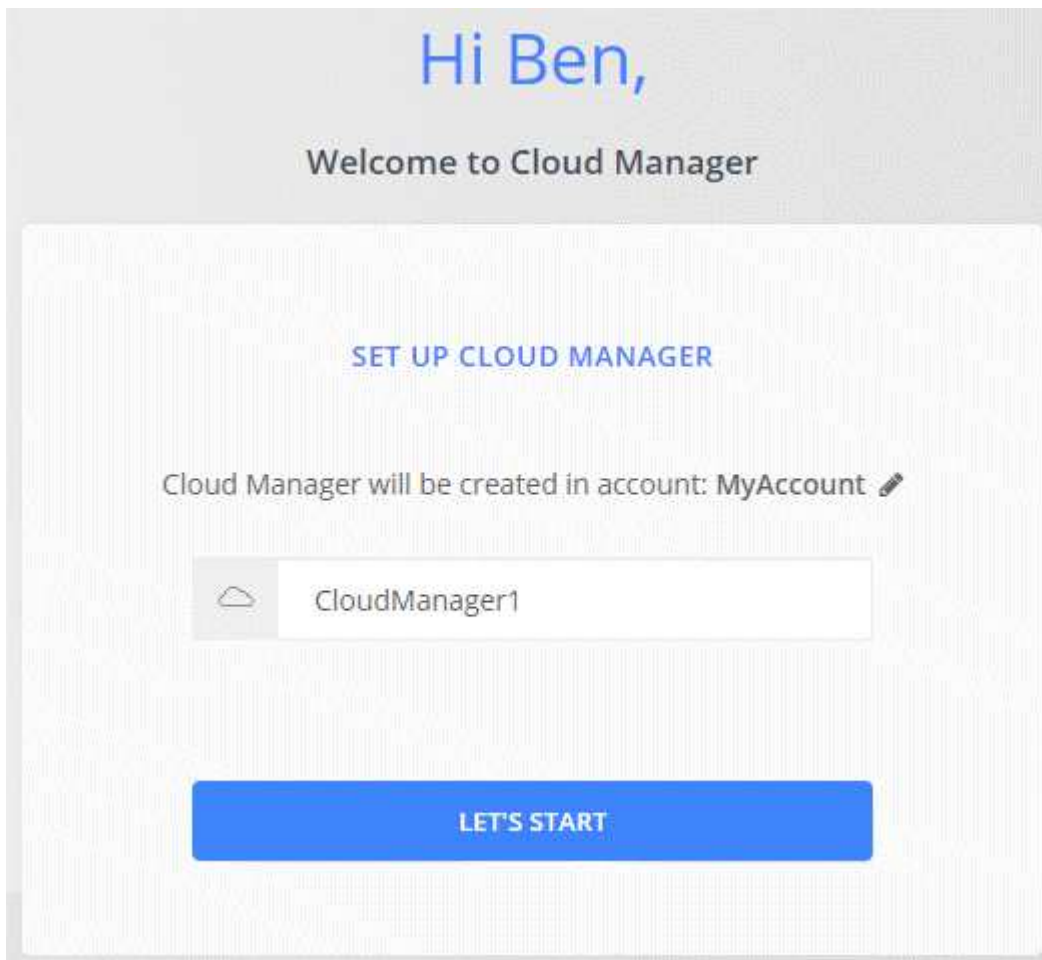 Hi Ben,
Welcome to Cloud Manager
SET UP CLOUD MANAGER
Cloud Manager will be created in account: MyAccount
CloudManager1
LET'S START